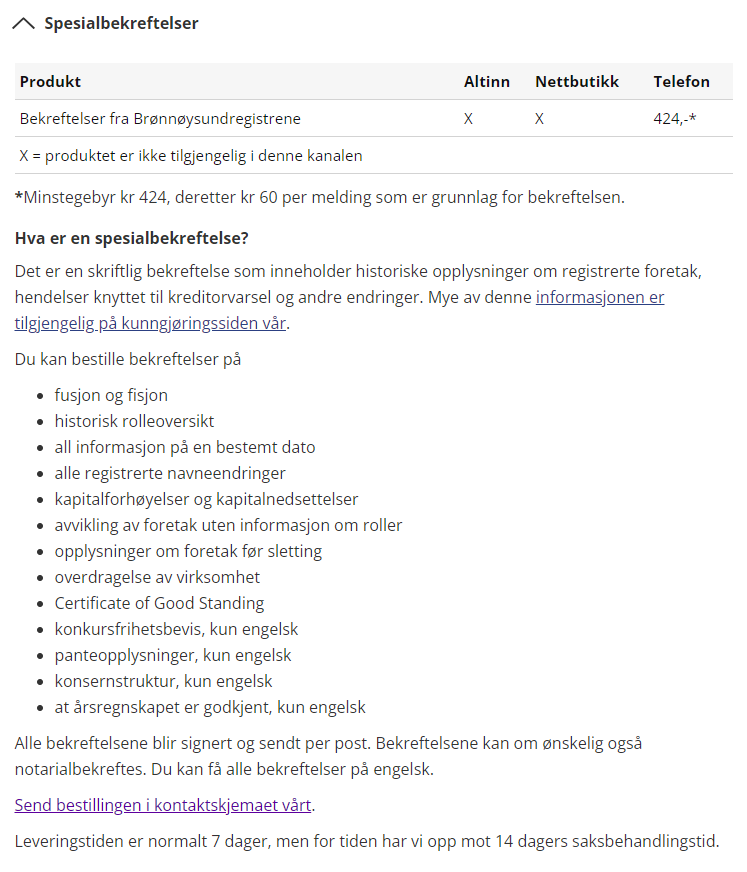 Spesialbekreftelser
Produkt Altinn Nettbutikk Telefon
Bekreftelser fra Brønnøysundregistrene X X 424,-*
X = produktet er ikke tilgjengelig i denne kanalen
*Minstegebyr kr 424, deretter kr 60 per melding som er grunnlag for bekreftelsen.
Hva er en spesialbekreftelse?
Det er en skriftlig bekreftelse som inneholder historiske opplysninger om registrerte foretak,
hendelser knyttet til kreditorvarsel og andre endringer. Mye av denne informasjonen er
tilgjengelig på kunngjøringssiden vår.
Du kan bestille bekreftelser på
• fusjon og fisjon
• historisk rolleoversikt
• all informasjon på en bestemt dato
• alle registrerte navneendringer
• kapitalforhøyelser og kapitalnedsettelser
• avvikling av foretak uten informasjon om roller
• opplysninger om foretak før sletting
• overdragelse av virksomhet
• Certificate of Good Standing
• konkursfrihetsbevis, kun engelsk
• panteopplysninger, kun engelsk
• konsernstruktur, kun engelsk
• at årsregnskapet er godkjent, kun engelsk
Alle bekreftelsene blir signert og sendt per post. Bekreftelsene kan om ønskelig også
notarialbekreftes. Du kan få alle bekreftelser på engelsk.
Send bestillingen i kontaktskjemaet vårt.
Leveringstiden er normalt 7 dager, men for tiden har vi opp mot 14 dagers saksbehandlingstid.